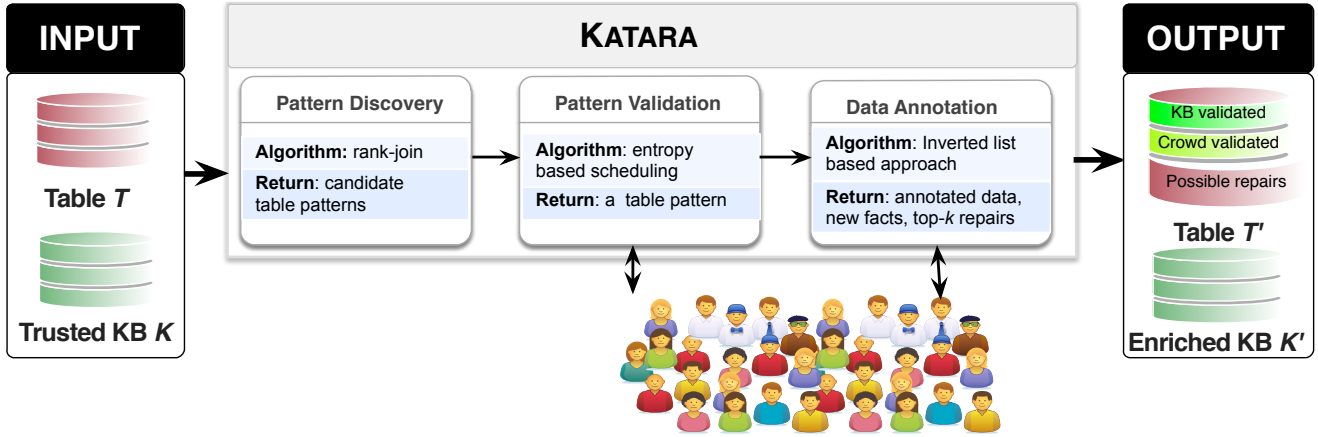 INPUT
Table T
Trusted KB K
KATARA
Pattern Discovery
Algorithm: rank-join
Return: candidate
table patterns
Pattern Validation
Algorithm: entropy
based scheduling
Return: a table pattern
Data Annotation
Algorithm: Inverted list
based approach
Return: annotated data,
new facts, top-k repairs
OUTPUT
KB validated
Crowd validated
Possible repairs
Table T'
Enriched KB K'